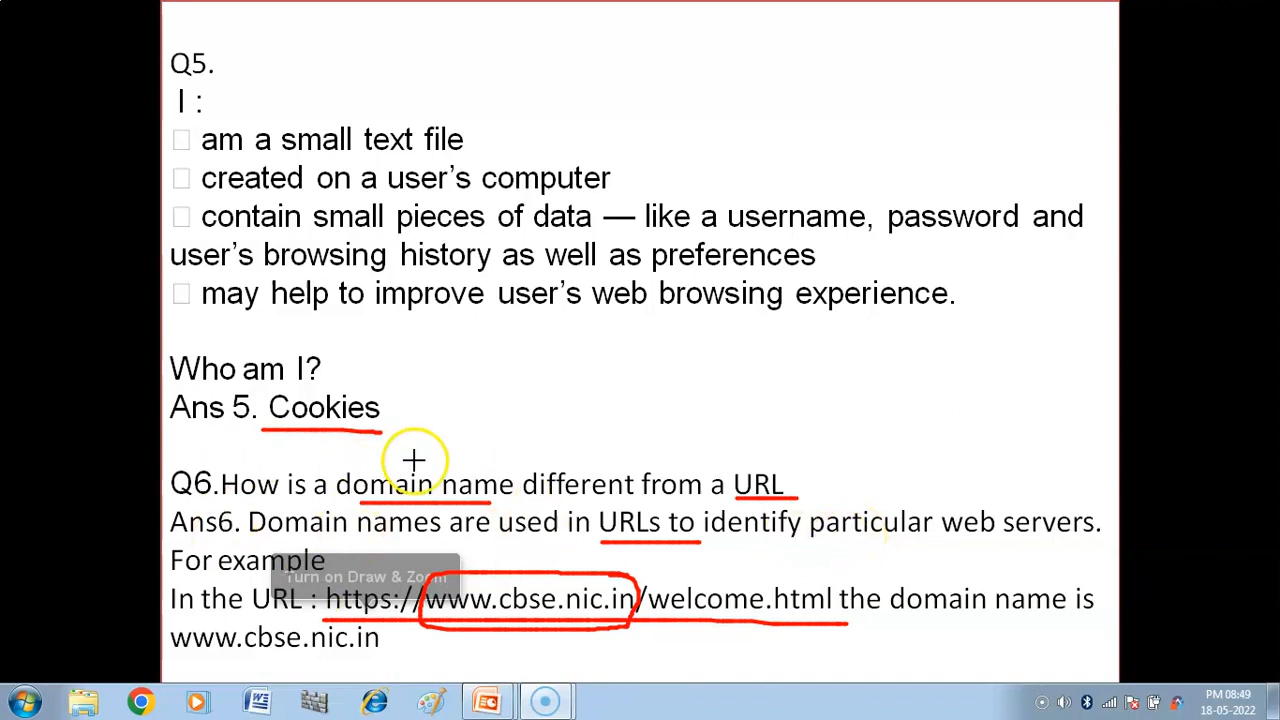 Q5.
I :
am a small text file
created on a user’s computer
contain small pieces of data — like a username, password and
user’s browsing history as well as preferences
may help to improve user’s web browsing experience.
Who am I?
Ans 5. Cookies
Q6.How is a domain name different from a URL
Ans6. Domain names are used in URLs to identify particular web servers.
For example
Turn on Draw & Zoom
In the URL : https://www.cbse.nic.in/welcome.html the domain name is
www.cbse.nic.in
PM 08:49
18-05-2022